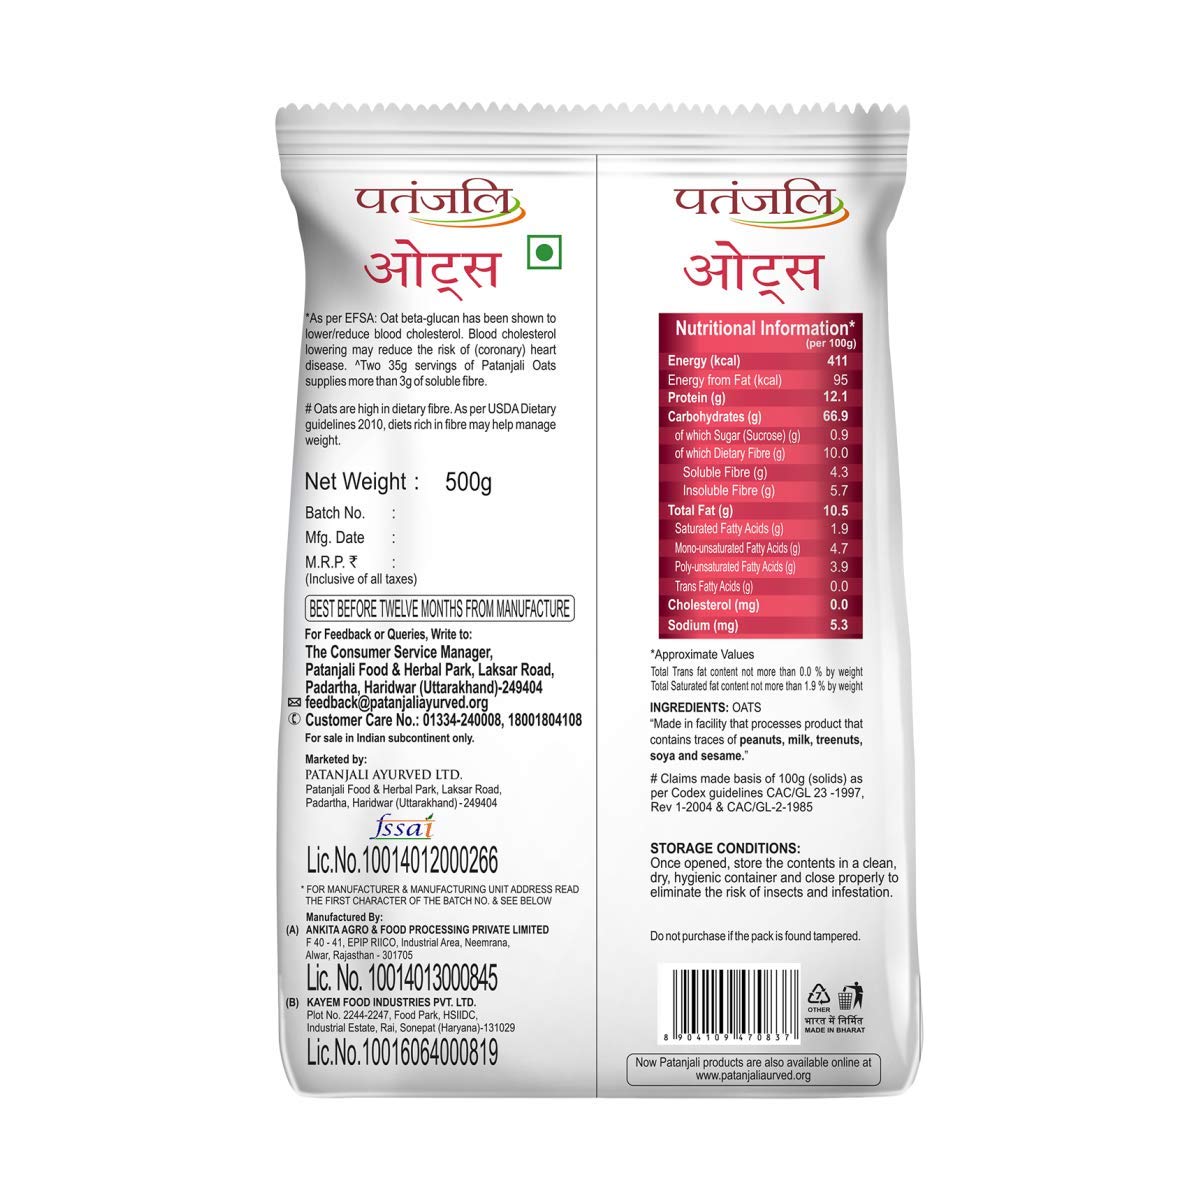 पतंजलि
ओट्स
*As per EFSA: Oat beta-glucan has been shown to
lower/reduce blood cholesterol. Blood cholesterol
lowering may reduce the risk of (coronary) heart
disease. ^Two 35g servings of Patanjali Oats
supplies more than 3g of soluble fibre.
# Oats are high in dietary fibre. As per USDA Dietary
guidelines 2010, diets rich in fibre may help manage
weight.
Net Weight : 500g
Batch No. :
Mfg. Date :
M.R.P. ₹ :
(Inclusive of all taxes)
BEST BEFORE TWELVE MONTHS FROM MANUFACTURE
For Feedback or Queries, Write to:
The Consumer Service Manager,
Patanjali Food & Herbal Park, Laksar Road,
Padartha, Haridwar (Uttarakhand)-249404
feedback@patanjaliayurved.org
Customer Care No.: 01334-240008, 18001804108
For sale in Indian subcontinent only.
Marketed by:
PATANJALI AYURVED LTD.
Patanjali Food & Herbal Park, Laksar Road,
Padartha, Haridwar (Uttarakhand)-249404
fssai
Lic.No.10014012000266
* FOR MANUFACTURER & MANUFACTURING UNIT ADDRESS READ
THE FIRST CHARACTER OF THE BATCH NO. & SEE BELOW
Manufactured By:
(A) ANKITA AGRO & FOOD PROCESSING PRIVATE LIMITED
F 40 - 41, EPIP RIICO, Industrial Area, Neemrana,
Alwar, Rajasthan - 301705
Lic. No. 10014013000845
(B) KAYEM FOOD INDUSTRIES PVT. LTD.
Plot No. 2244-2247, Food Park, HSIIDC,
Industrial Estate, Rai, Sonepat (Haryana)-131029
Lic.No.10016064000819
पतंजलि
ओट्स
Nutritional Information*
(per 100g)
Energy (kcal) 411
Energy from Fat (kcal) 95
Protein (g) 12.1
Carbohydrates (g) 66.9
of which Sugar (Sucrose) (g) 0.9
of which Dietary Fibre (g) 10.0
Soluble Fibre (g) 4.3
Insoluble Fibre (g) 5.7
Total Fat (g) 10.5
Saturated Fatty Acids (g) 1.9
Mono-unsaturated Fatty Acids (g) 4.7
Poly-unsaturated Fatty Acids (g) 3.9
Trans Fatty Acids (g) 0.0
Cholesterol (mg) 0.0
Sodium (mg) 5.3
*Approximate Values
Total Trans fat content not more than 0.0 % by weight
Total Saturated fat content not more than 1.9 % by weight
INGREDIENTS: OATS
"Made in facility that processes product that
contains traces of peanuts, milk, treenuts,
soya and sesame."
# Claims made basis of 100g (solids) as
per Codex guidelines CAC/GL 23 -1997,
Rev 1-2004 & CAC/GL-2-1985
STORAGE CONDITIONS:
Once opened, store the contents in a clean,
dry, hygienic container and close properly to
eliminate the risk of insects and infestation.
Do not purchase if the pack is found tampered.
8 904109 470837
7
OTHER
भारत में निर्मित
MADE IN BHARAT
Now Patanjali products are also available online at
www.patanjaliaurved.org